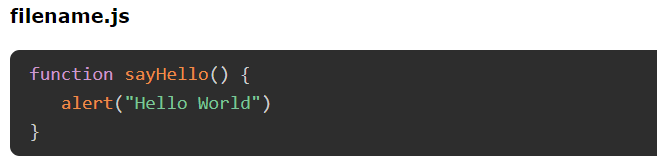 filename.js
function sayHello() {
   alert("Hello World")
}